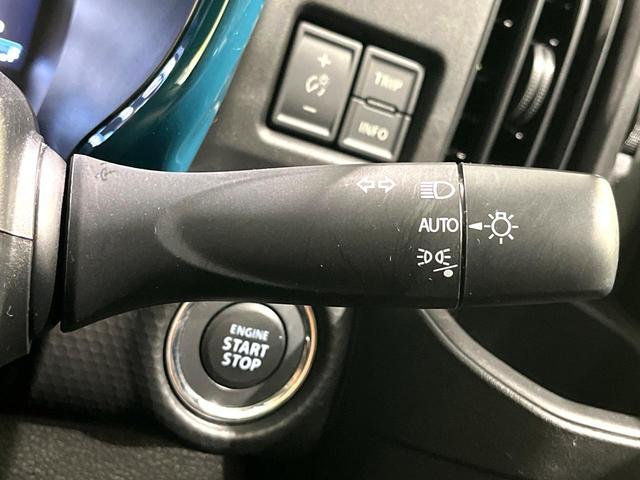 +
-
TRIP
INFO
AUTO
ENGINE
START
STOP